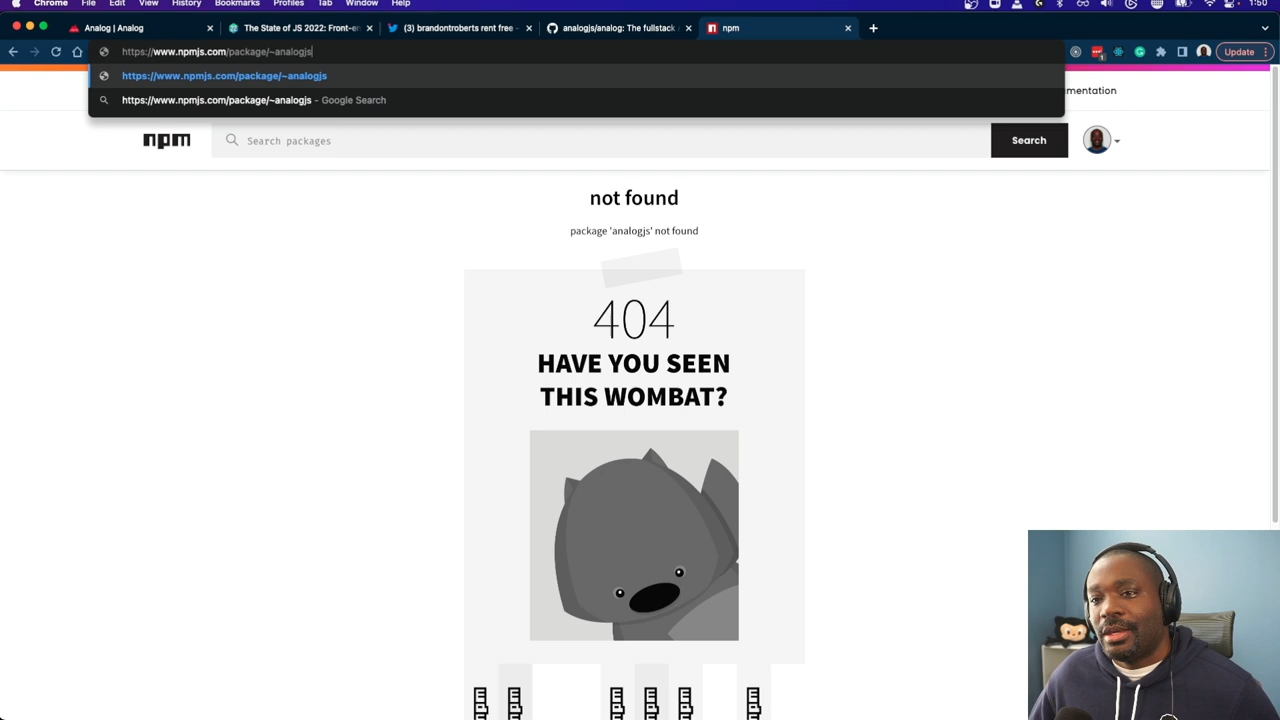 Chrome File Edit View History Bookmarks Profiles Tab Window Help 1:50
Analog | Analog
The State of JS 2022: Front-en
(3) brandontroberts rent free -
analogjs/analog: The fullstack
npm
https://www.npmjs.com/package/~analogjs
Update
https://www.npmjs.com/package/~analogjs
https://www.npmjs.com/package/~analogjs - Google Search
mentation
npm
Search packages
Search
not found
package 'analogjs' not found
404
HAVE YOU SEEN
THIS WOMBAT?